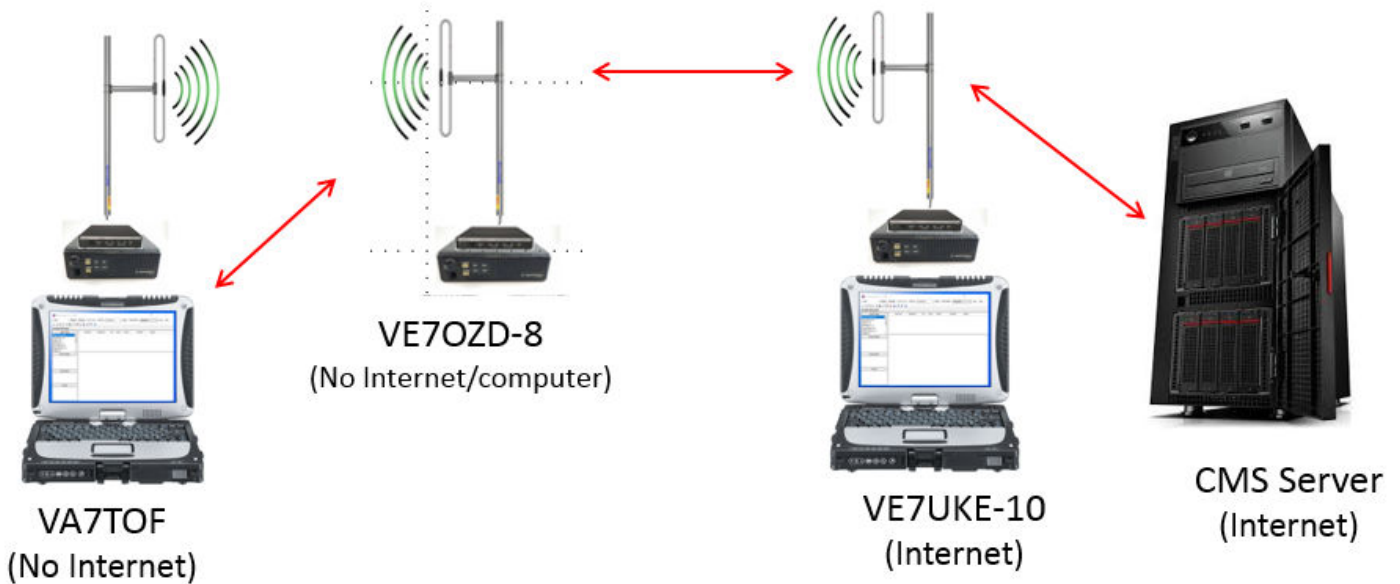 VE7OZD-8
(No Internet/computer)
VA7TOF
(No Internet)
VE7UKE-10
(Internet)
CMS Server
(Internet)